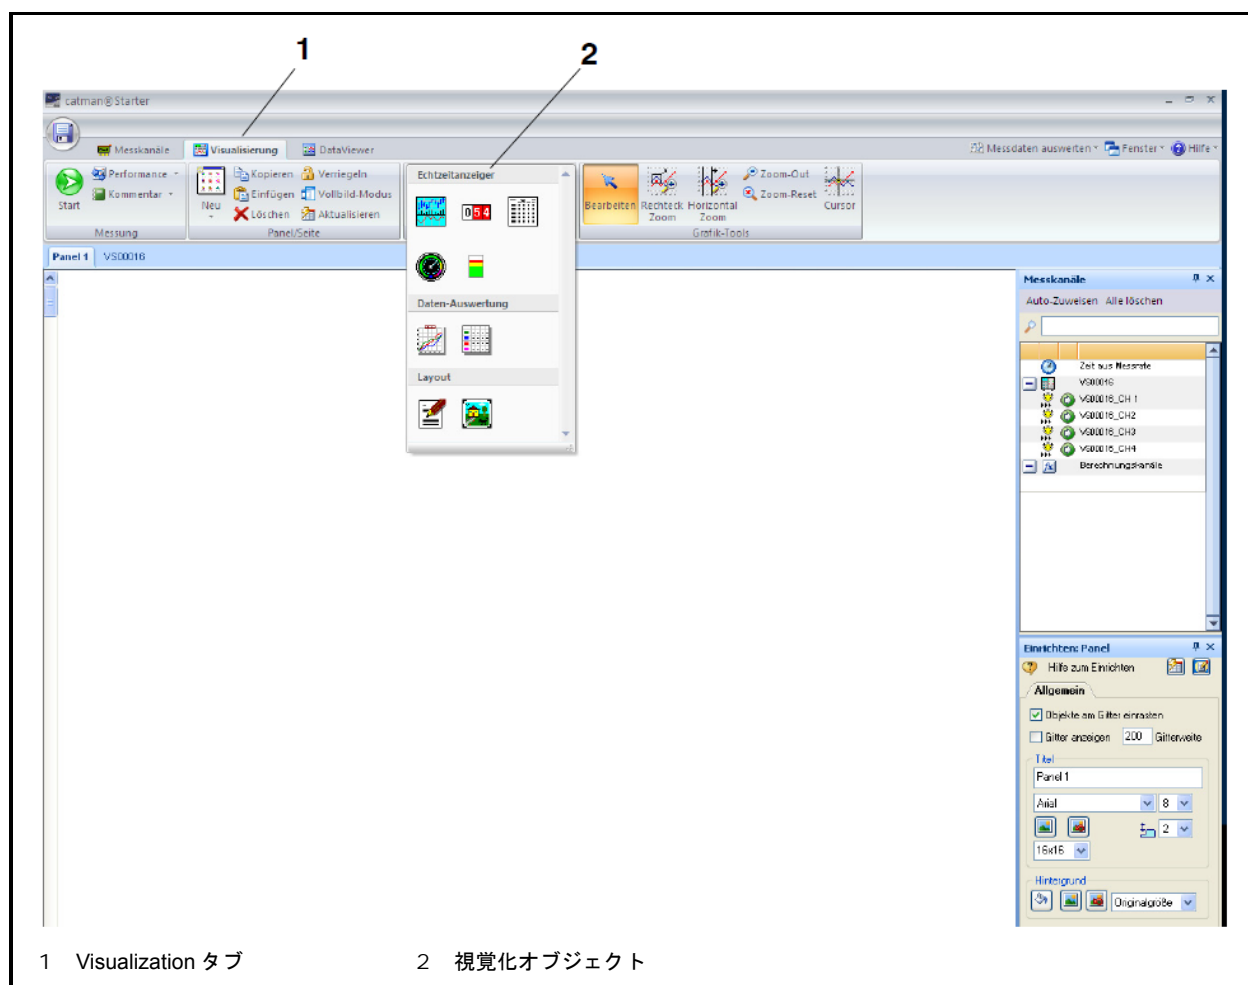 1 2
catman®Starter
Messkanäle Visualisierung DataViewer Messdaten auswerten Fenster Hilfe
Start Performance Kommentar Messung
Neu Kopieren Einfügen Löschen Verriegeln Vollbild-Modus Aktualisieren Panel/Seite
Echtzeitanzeiger
054
Daten-Auswertung
Layout
Bearbeiten Rechteck Zoom Horizontal Zoom Zoom-Out Zoom-Reset Cursor
Grafik-Tools
Panel 1 VS00016
Messkanäle
Auto-Zuweisen Alle löschen
Zeit aus Messrate
VS00016
VS00016_CH 1
VS00016_CH2
VS00016_CH3
VS00016_CH4
Berechnungskanäle
Einrichten: Panel
Hilfe zum Einrichten
Allgemein
Objekte am Gitter einrasten
Gitter anzeigen 200 Gitterweite
Titel
Panel 1
Arial 8
2
16x16
Hintergrund
Originalgröße
1 Visualization タブ 2 視覚化オブジェクト